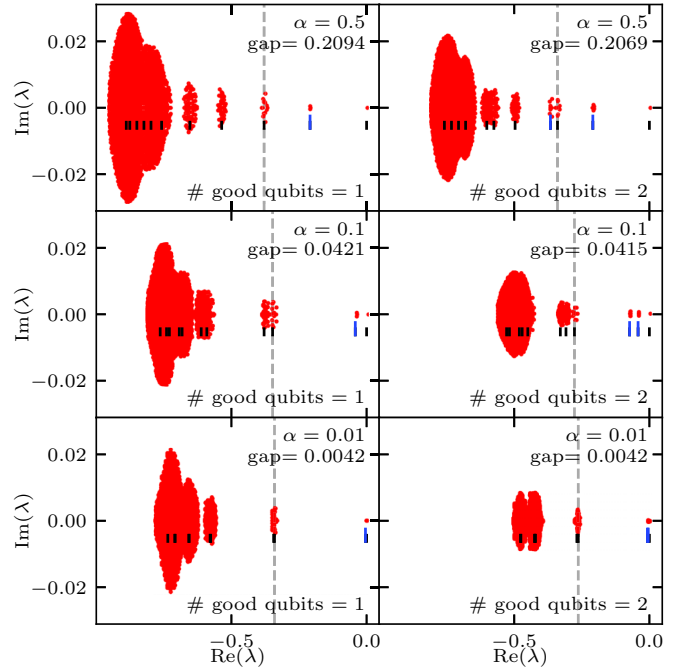 α = 0.5
gap= 0.2094
# good qubits = 1
α = 0.5
gap= 0.2069
# good qubits = 2
0.02
0.00
−0.02
Im(λ)
α = 0.1
gap= 0.0421
# good qubits = 1
α = 0.1
gap= 0.0415
# good qubits = 2
0.02
0.00
−0.02
Im(λ)
α = 0.01
gap= 0.0042
# good qubits = 1
α = 0.01
gap= 0.0042
# good qubits = 2
0.02
0.00
−0.02
Im(λ)
−0.5 0.0 −0.5 0.0
Re(λ) Re(λ)